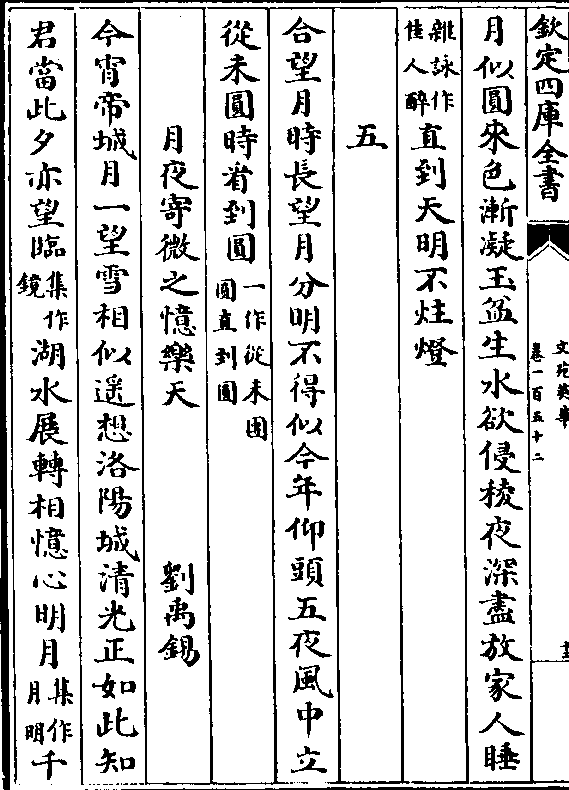 欽定四庫全書
文苑英華
卷一百五十二
月似圓來色漸凝玉盆生水欲侵稜夜深盡放家人睡
雜詠作佳人醉直到天明不炷燈
五
合望月時長望月分明不得似今年仰頭五夜風中立
從未圓時看到圓一作從未團圓直到圓
月夜寄微之憶樂天 劉禹錫
今宵帝城月一望雪相似遥想洛陽城清光正如此知
君當此夕亦望臨集作鏡湖水展轉相憶心明月集作月明千